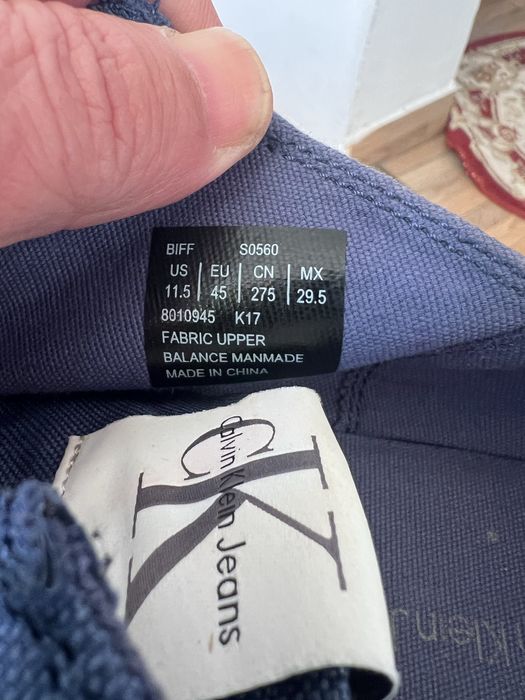 BIFF S0560
US EU CN MX
11.5 45 275 29.5
8010945 K17
FABRIC UPPER
BALANCE MANMADE
MADE IN CHINA
CK
Calvin Klein Jeans
Klein J